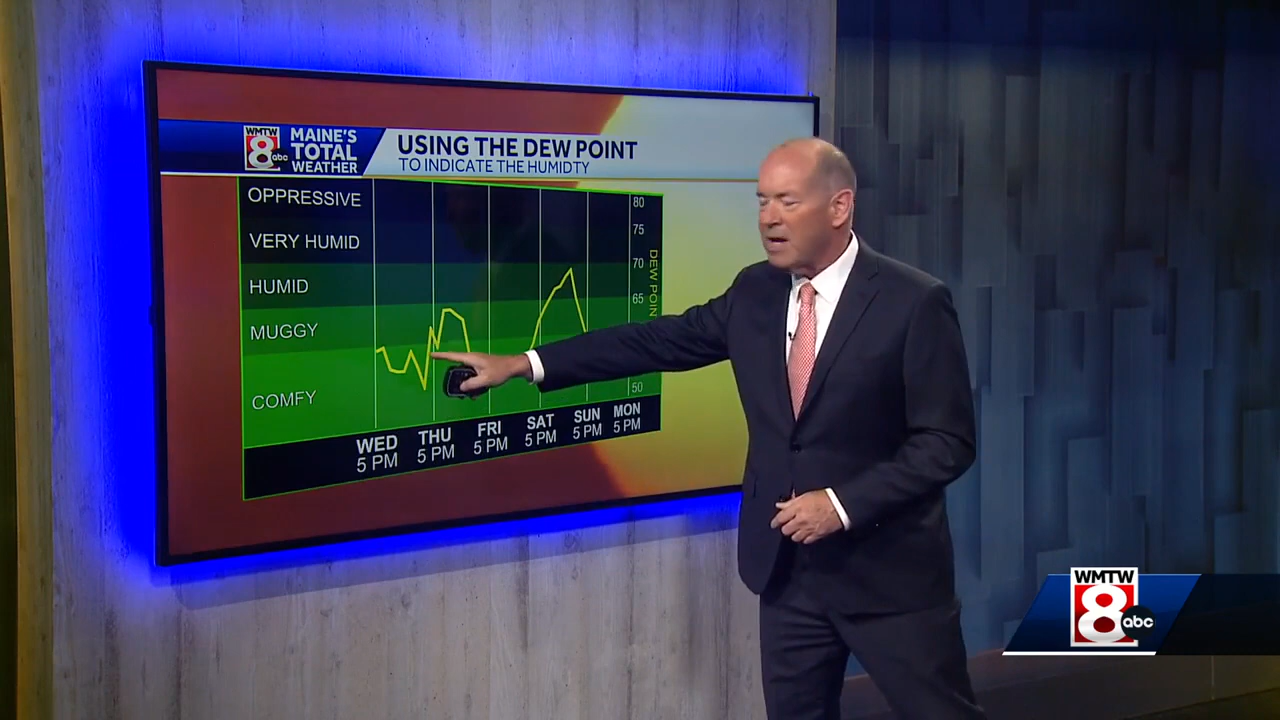 WMTW
8
abc
MAINE'S
TOTAL
WEATHER
USING THE DEW POINT
TO INDICATE THE HUMIDTY
OPPRESSIVE
VERY HUMID
HUMID
MUGGY
COMFY
80
75
70
65
50
DEW POIN
WED
5 PM
THU
5 PM
FRI
5 PM
SAT
5 PM
SUN
5 PM
MON
5 PM
WMTW
8
abc